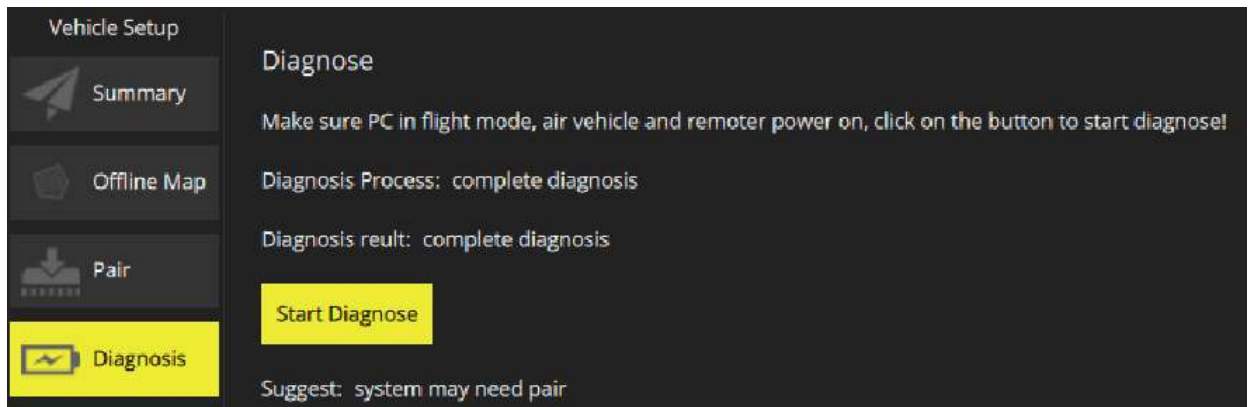 Vehicle Setup
Summary
Offline Map
Pair
Diagnosis
Diagnose
Make sure PC in flight mode, air vehicle and remoter power on, click on the button to start diagnose!
Diagnosis Process: complete diagnosis
Diagnosis reult: complete diagnosis
Start Diagnose
Suggest: system may need pair